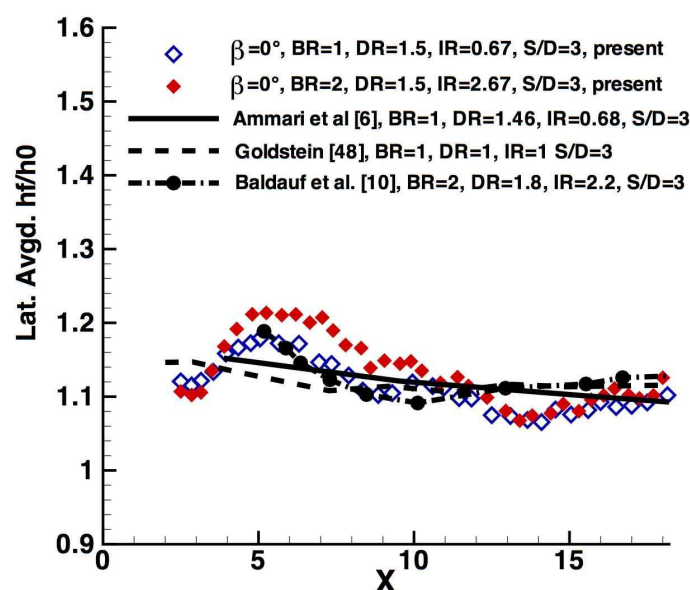 1.6
β=0°, BR=1, DR=1.5, IR=0.67, S/D=3, present
β=0°, BR=2, DR=1.5, IR=2.67, S/D=3, present
1.5
Ammari et al [6], BR=1, DR=1.46, IR=0.68, S/D=3
Goldstein [48], BR=1, DR=1, IR=1 S/D=3
1.4
Baldauf et al. [10], BR=2, DR=1.8, IR=2.2, S/D=3
1.3
Lat. Avgd. hf/h0
1.2
1.1
1
0.9
0 5 10 15
X